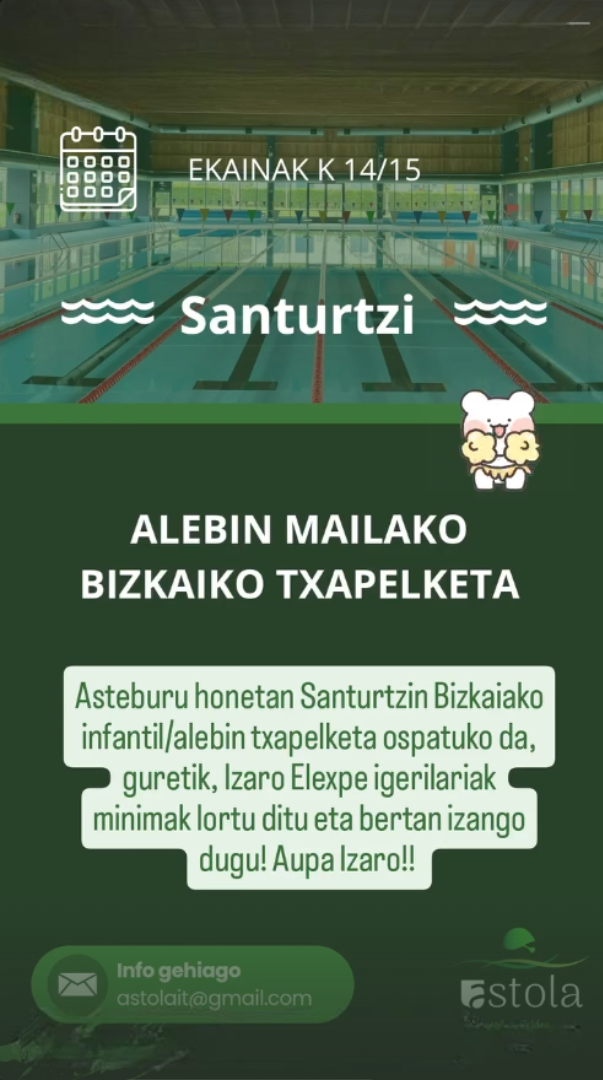 EKAINAK K 14/15
Santurtzi
ALEBIN MAILAKO
BIZKAIKO TXAPELKETA
Asteburu honetan Santurtzin Bizkaiako
infantil/alebin txapelketa ospatuko da,
guretik, Izaro Elexpe igerilariak
minimak lortu ditu eta bertan izango
dugu! Aupa Izaro!!
Info gehiago
astolait@gmail.com
astola